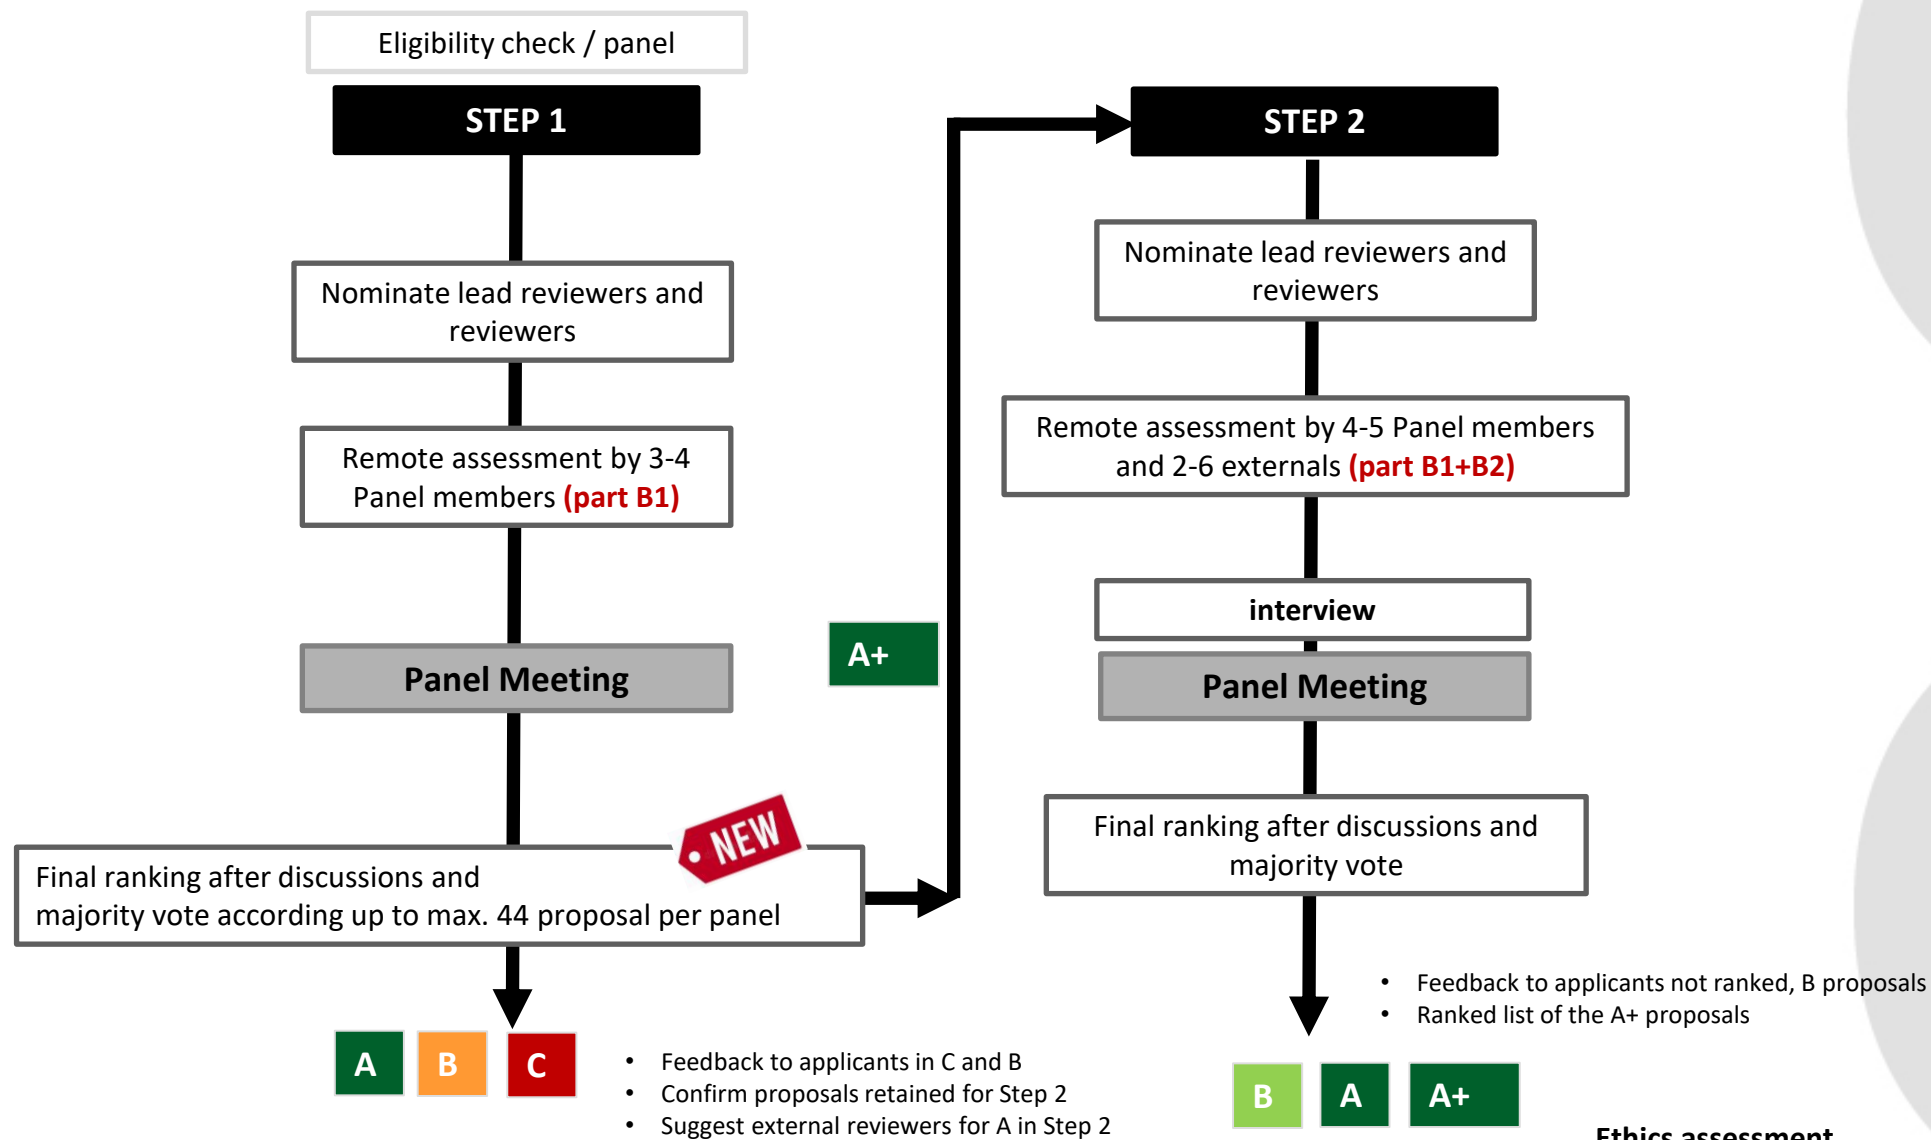 Eligibility check / panel
STEP 1
Nominate lead reviewers and
reviewers
Remote assessment by 3-4
Panel members (part B1)
Panel Meeting
NEW
Final ranking after discussions and
majority vote according up to max. 44 proposal per panel
A
B
C
• Feedback to applicants in C and B
• Confirm proposals retained for Step 2
• Suggest external reviewers for A in Step 2
A+
STEP 2
Nominate lead reviewers and
reviewers
Remote assessment by 4-5 Panel members
and 2-6 externals (part B1+B2)
interview
Panel Meeting
Final ranking after discussions and
majority vote
• Feedback to applicants not ranked, B proposals
• Ranked list of the A+ proposals
B
A
A+
Ethics assessment